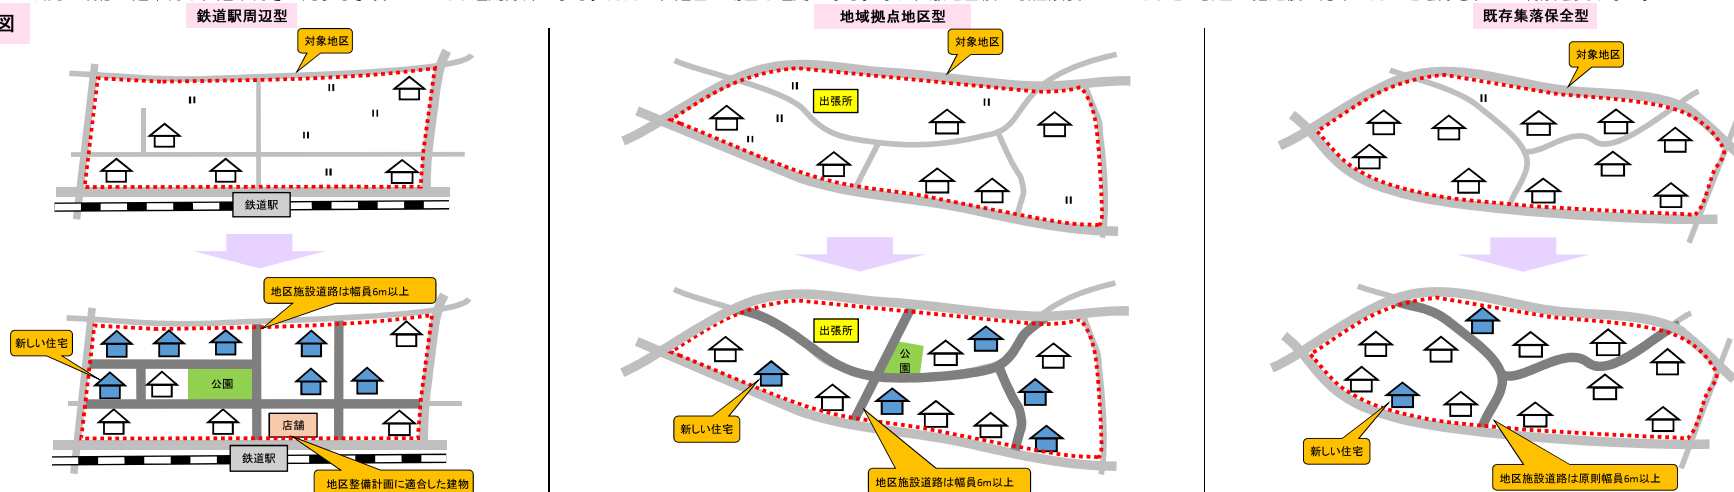 図
鉄道駅周辺型
対象地区
鉄道駅
地区施設道路は幅員6m以上
新しい住宅
公園
店舗
鉄道駅
地区整備計画に適合した建物
地域拠点地区型
対象地区
出張所
出張所
公
園
新しい住宅
地区施設道路は幅員6m以上
既存集落保全型
対象地区
新しい住宅
地区施設道路は原則幅員6m以上